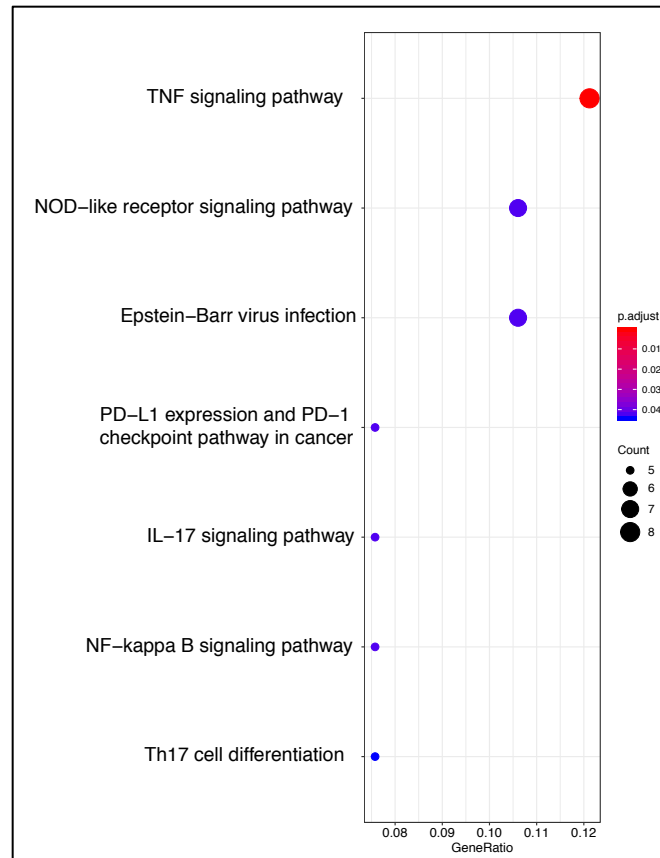 TNF signaling pathway
NOD−like receptor signaling pathway
Epstein−Barr virus infection
PD−L1 expression and PD−1
checkpoint pathway in cancer
IL−17 signaling pathway
NF−kappa B signaling pathway
Th17 cell differentiation
0.08 0.09 0.10 0.11 0.12
GeneRatio
p.adjust
0.01
0.02
0.03
0.04
Count
5
6
7
8